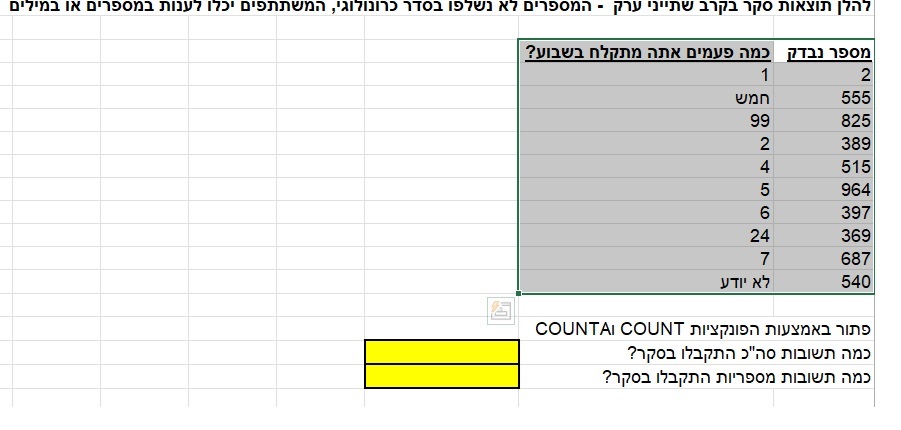 להלן תוצאות סקר בקרב שתייני ערק - המספרים לא נשלפו בסדר כרונולוגי, המשתתפים יכלו לענות במספרים או במילים
מספר נבדק כמה פעמים אתה מתקלח בשבוע?
2 1
555 חמש
825 99
389 2
515 4
964 5
397 6
369 24
687 7
540 לא יודע
פתור באמצעות הפונקציות COUNT וCOUNTA
כמה תשובות סה"כ התקבלו בסקר?
כמה תשובות מספריות התקבלו בסקר?